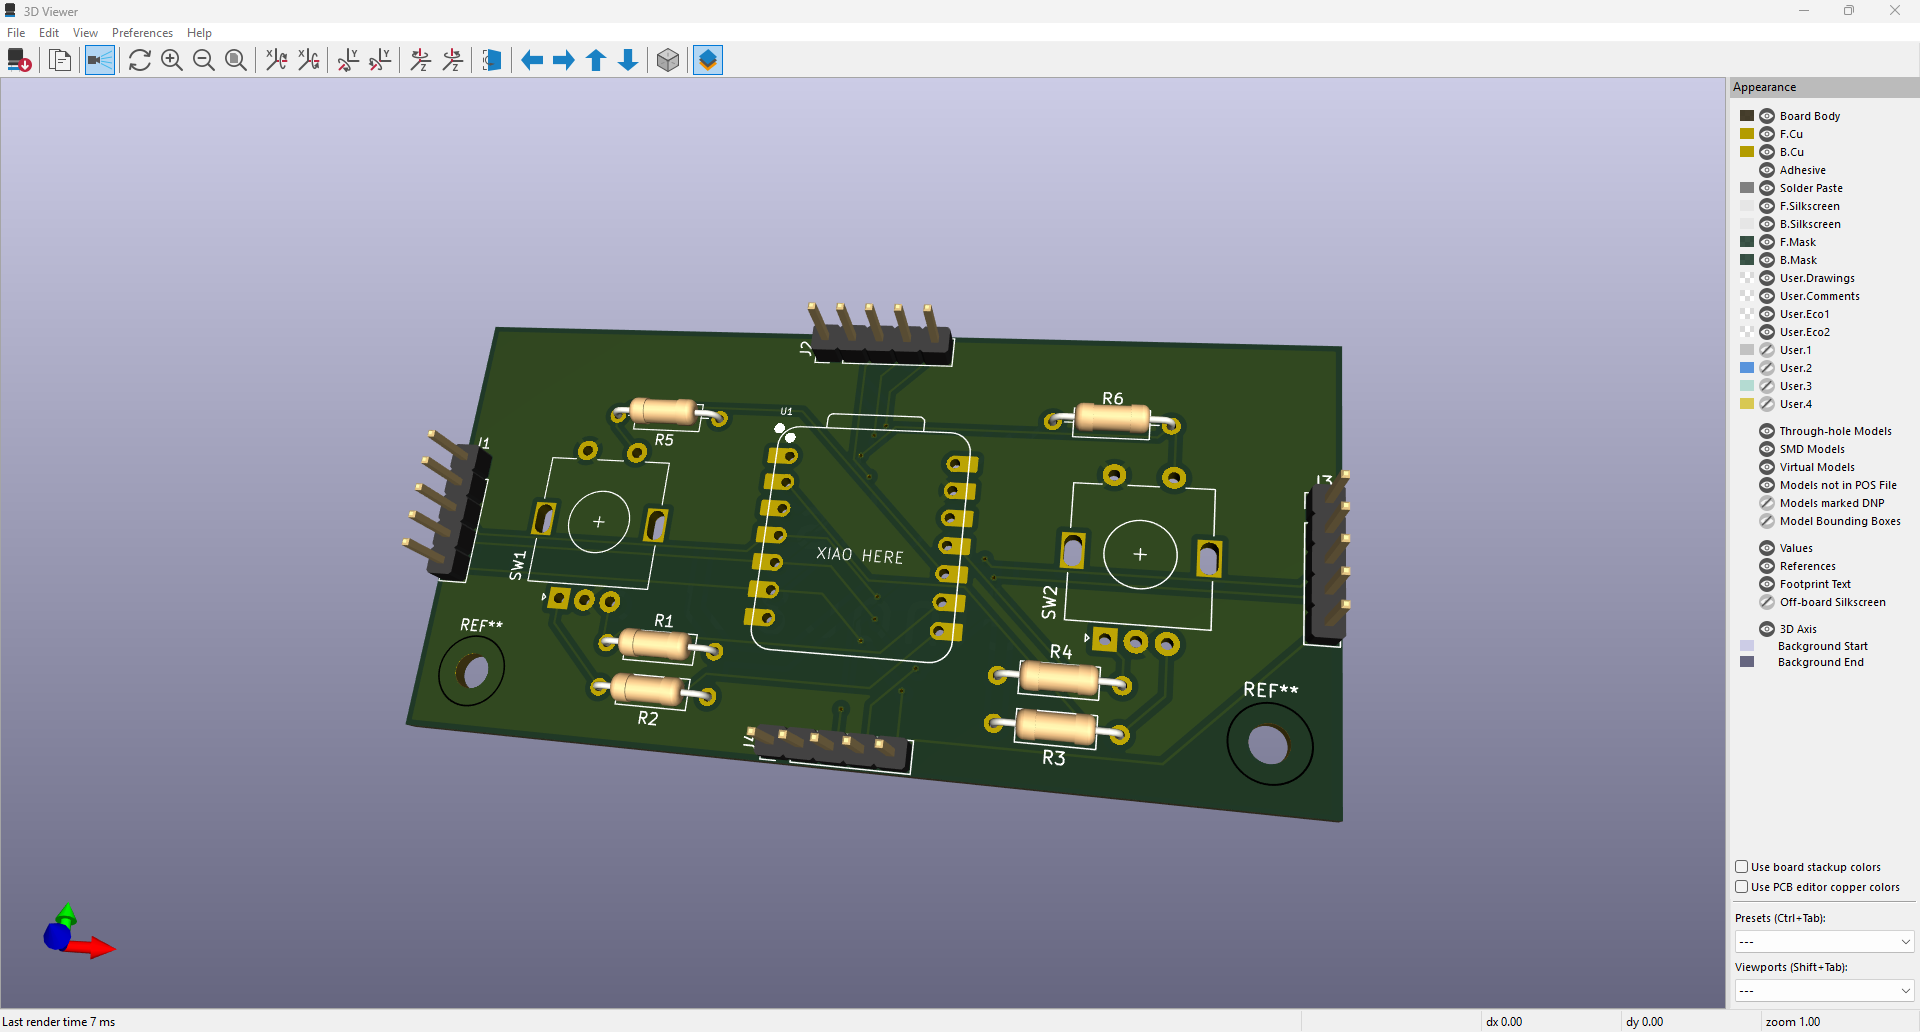 3D Viewer
File Edit View Preferences Help
Appearance
Board Body
F.Cu
B.Cu
Adhesive
Solder Paste
F.Silkscreen
B.Silkscreen
F.Mask
B.Mask
User.Drawings
User.Comments
User.Eco1
User.Eco2
User.1
User.2
User.3
User.4
Through-hole Models
SMD Models
Virtual Models
Models not in POS File
Models marked DNP
Model Bounding Boxes
Values
References
Footprint Text
Off-board Silkscreen
3D Axis
Background Start
Background End
Use board stackup colors
Use PCB editor copper colors
Presets (Ctrl+Tab):
---
Viewports (Shift+Tab):
---
J2
R6
U1
R5
J1
J3
XIAO HERE
SW1
SW2
R1
REF**
R4
REF**
R2
R3
Last render time 7 ms
dx 0.00
dy 0.00
zoom 1.00